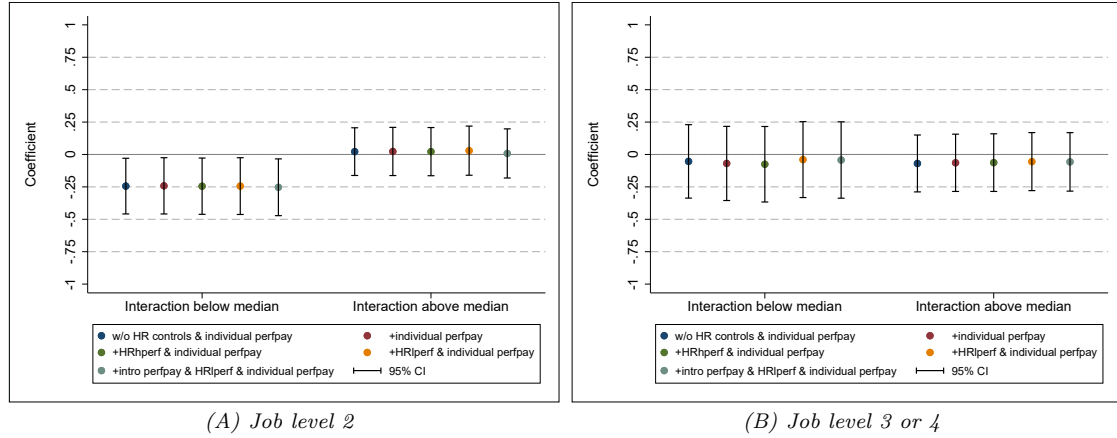 1
.75
.5
.25
0
-.25
-.5
-.75
-1
Coefficient
Interaction below median
Interaction above median
w/o HR controls & individual perfpay
+individual perfpay
+HRhperf & individual perfpay
+HRlperf & individual perfpay
+intro perfpay & HRlperf & individual perfpay
95% CI
(A) Job level 2
1
.75
.5
.25
0
-.25
-.5
-.75
-1
Coefficient
Interaction below median
Interaction above median
w/o HR controls & individual perfpay
+individual perfpay
+HRhperf & individual perfpay
+HRlperf & individual perfpay
+intro perfpay & HRlperf & individual perfpay
95% CI
(B) Job level 3 or 4